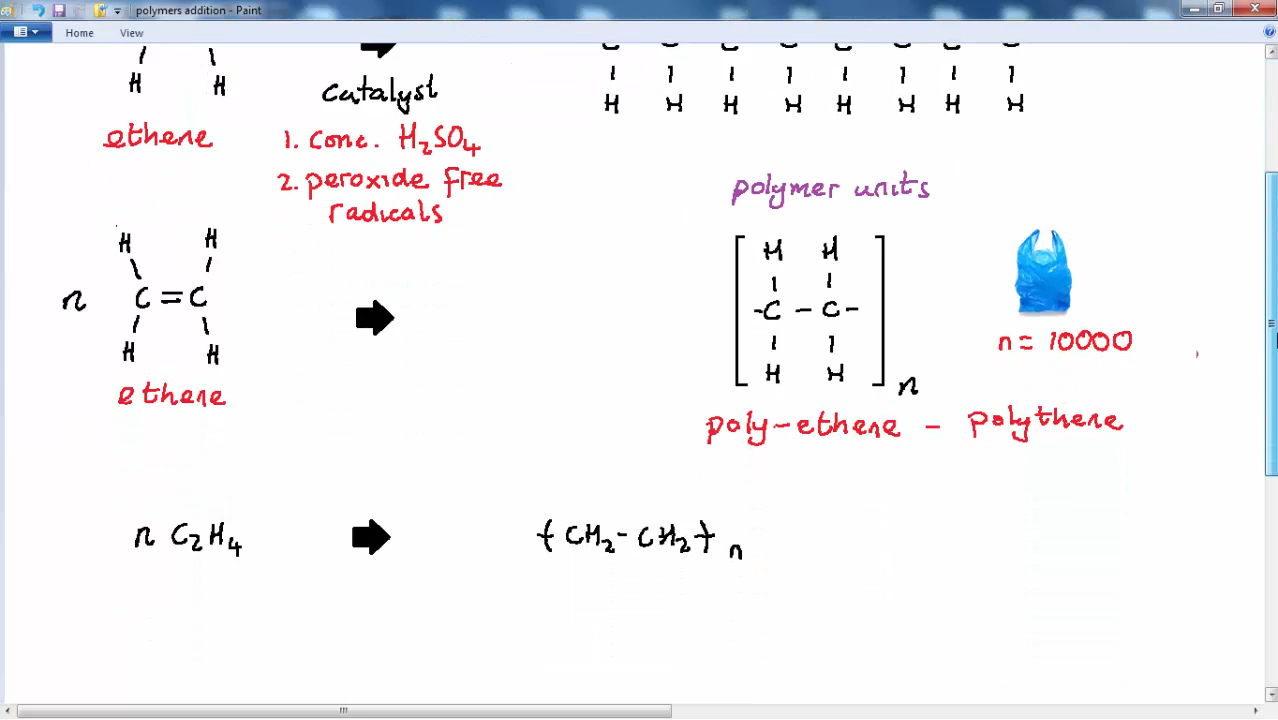 polymers addition - Paint
Home View
H H
catalyst
H H H H H H H H
ethene
1. Conc. H₂SO₄
2. peroxide free
radicals
polymer units
H H
H H
n C = C
- C - C -
n = 10000
H H
H H
n
ethene
poly-ethene - polythene
n C₂H₄
{CH₂ - CH₂} n